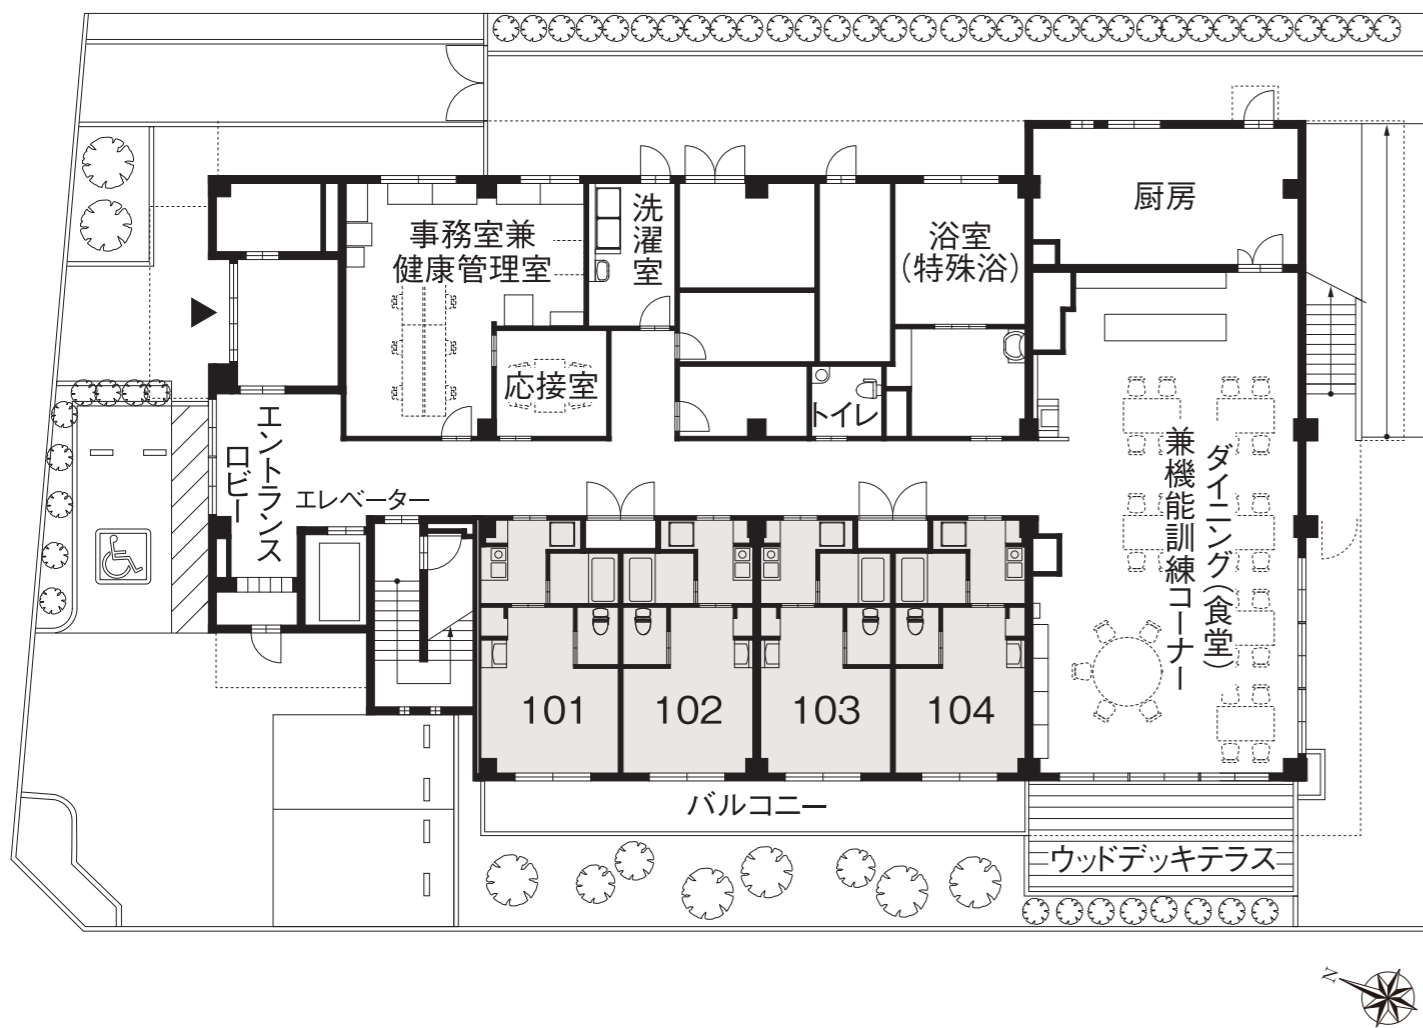 厨房
洗濯室
事務室兼
健康管理室
浴室
（特殊浴）
応接室
トイレ
エントランス
ロビー
エレベーター
ダイニング（食堂）
兼機能訓練コーナー
101
102
103
104
バルコニー
ウッドデッキテラス
N